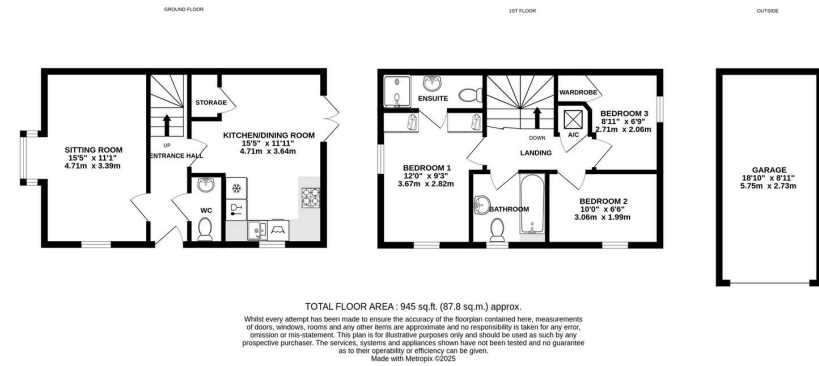 GROUND FLOOR
1ST FLOOR
OUTSIDE
STORAGE
SITTING ROOM
15'5" x 11'1"
4.71m x 3.39m
UP
ENTRANCE HALL
KITCHEN/DINING ROOM
15'5" x 11'11"
4.71m x 3.64m
WC
ENSUITE
WARDROBE
BEDROOM 3
8'11" x 6'9"
2.71m x 2.06m
DOWN
A/C
LANDING
BEDROOM 1
12'0" x 9'3"
3.67m x 2.82m
BATHROOM
BEDROOM 2
10'0" x 6'6"
3.06m x 1.99m
GARAGE
18'10" x 8'11"
5.75m x 2.73m
TOTAL FLOOR AREA : 945 sq.ft. (87.8 sq.m.) approx.
Whilst every attempt has been made to ensure the accuracy of the floorplan contained here, measurements
of doors, windows, rooms and any other items are approximate and no responsibility is taken for any error,
omission or mis-statement. This plan is for illustrative purposes only and should be used as such by any
prospective purchaser. The services, systems and appliances shown have not been tested and no guarantee
as to their operability or efficiency can be given.
Made with Metropix ©2025